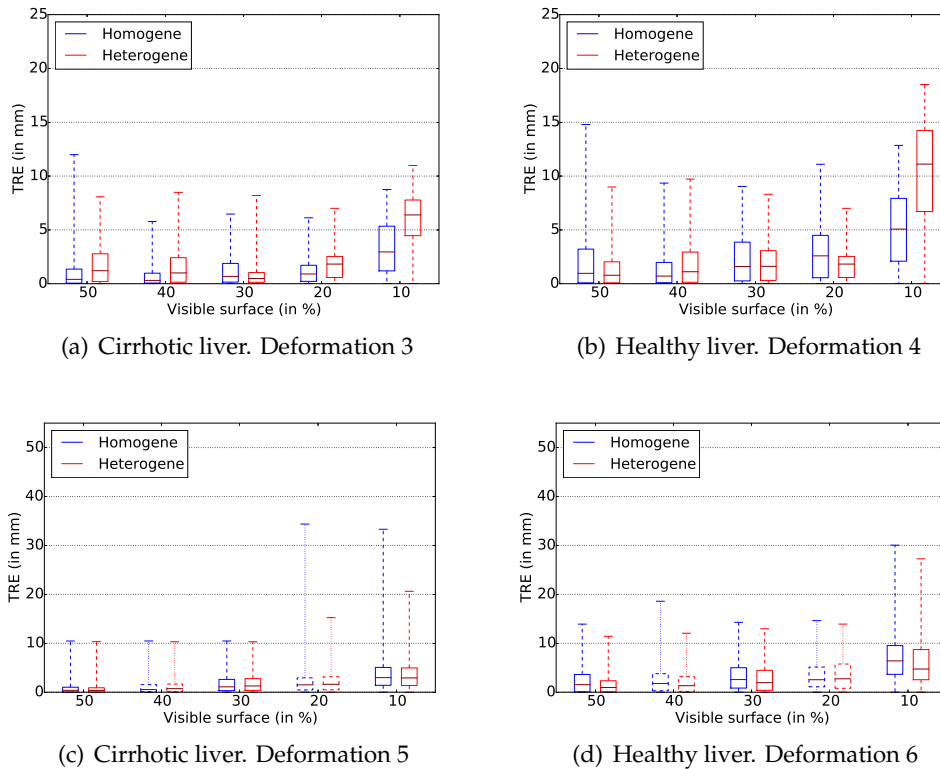 25
20
15
10
5
0
TRE (in mm)
Homogene
Heterogene
50 40 30 20 10
Visible surface (in %)
(a) Cirrhotic liver. Deformation 3
25
20
15
10
5
0
TRE (in mm)
Homogene
Heterogene
50 40 30 20 10
Visible surface (in %)
(b) Healthy liver. Deformation 4
50
40
30
20
10
0
TRE (in mm)
Homogene
Heterogene
50 40 30 20 10
Visible surface (in %)
(c) Cirrhotic liver. Deformation 5
50
40
30
20
10
0
TRE (in mm)
Homogene
Heterogene
50 40 30 20 10
Visible surface (in %)
(d) Healthy liver. Deformation 6